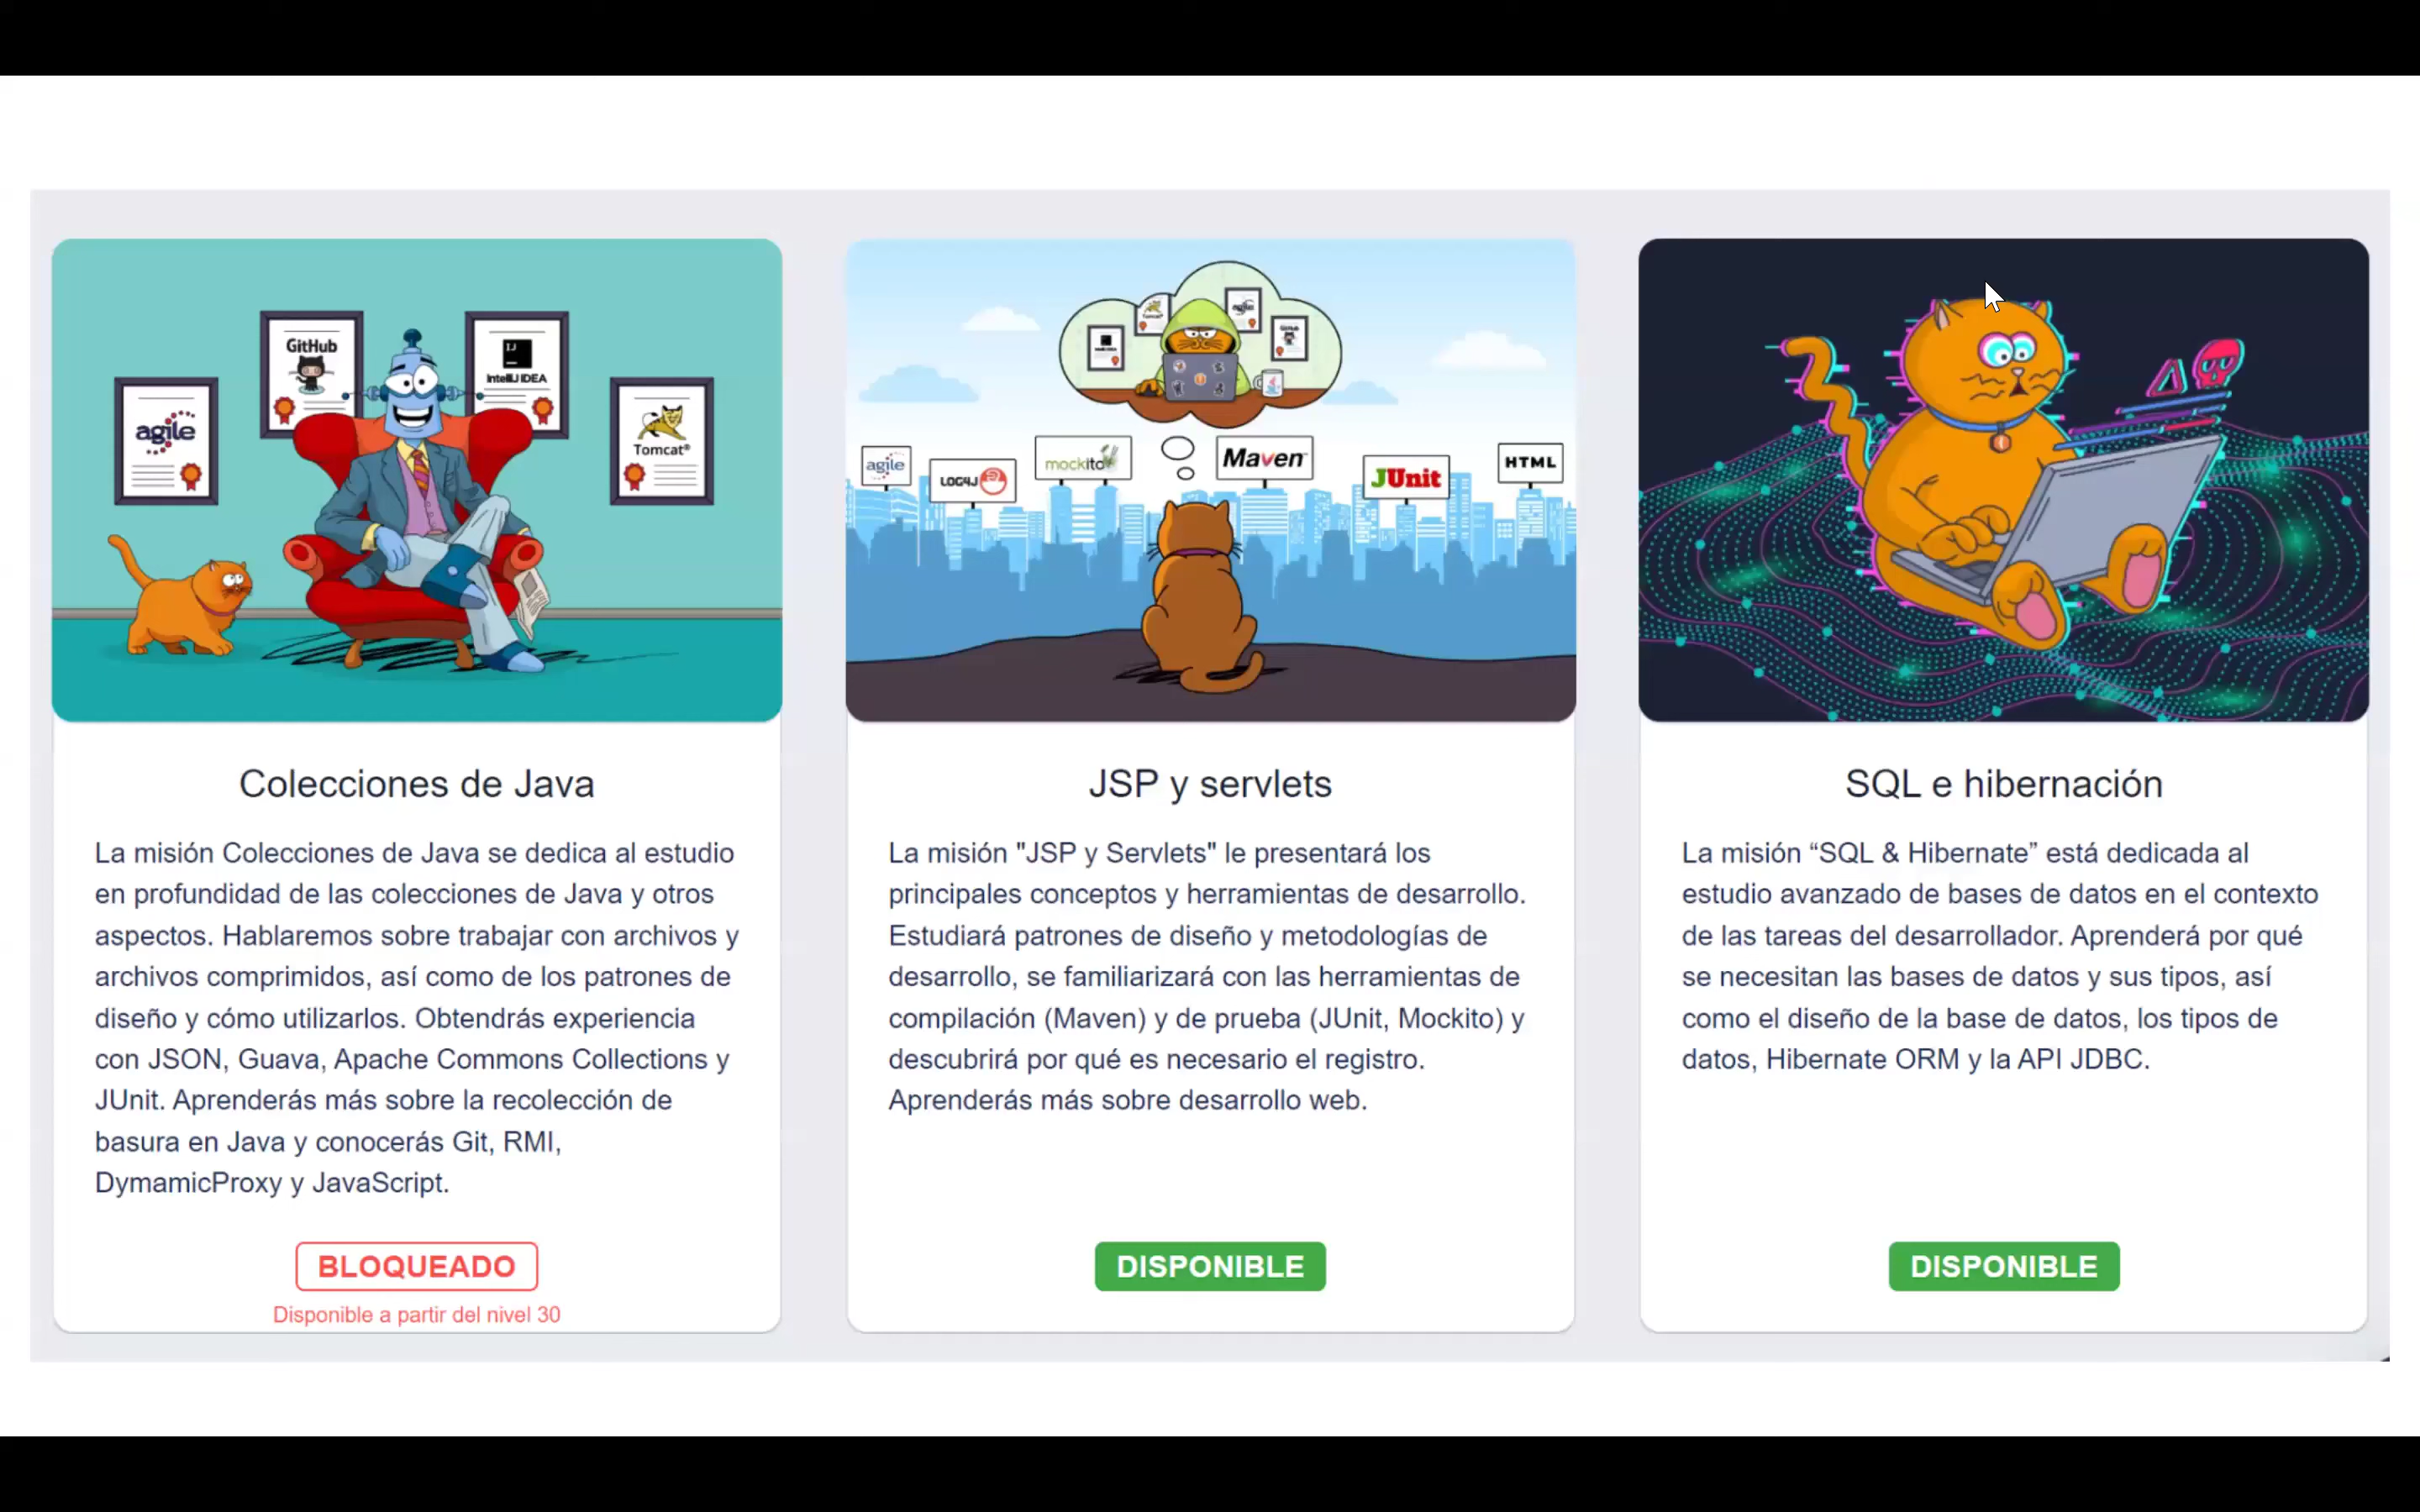 GitHub
IntelliJ IDEA
agile
Tomcat®
agile
LOG4J
mockito
Maven
JUnit
HTML
Colecciones de Java
La misión Colecciones de Java se dedica al estudio
en profundidad de las colecciones de Java y otros
aspectos. Hablaremos sobre trabajar con archivos y
archivos comprimidos, así como de los patrones de
diseño y cómo utilizarlos. Obtendrás experiencia
con JSON, Guava, Apache Commons Collections y
JUnit. Aprenderás más sobre la recolección de
basura en Java y conocerás Git, RMI,
DymamicProxy y JavaScript.
BLOQUEADO
Disponible a partir del nivel 30
JSP y servlets
La misión "JSP y Servlets" le presentará los
principales conceptos y herramientas de desarrollo.
Estudiará patrones de diseño y metodologías de
desarrollo, se familiarizará con las herramientas de
compilación (Maven) y de prueba (JUnit, Mockito) y
descubrirá por qué es necesario el registro.
Aprenderás más sobre desarrollo web.
DISPONIBLE
SQL e hibernación
La misión “SQL & Hibernate” está dedicada al
estudio avanzado de bases de datos en el contexto
de las tareas del desarrollador. Aprenderá por qué
se necesitan las bases de datos y sus tipos, así
como el diseño de la base de datos, los tipos de
datos, Hibernate ORM y la API JDBC.
DISPONIBLE